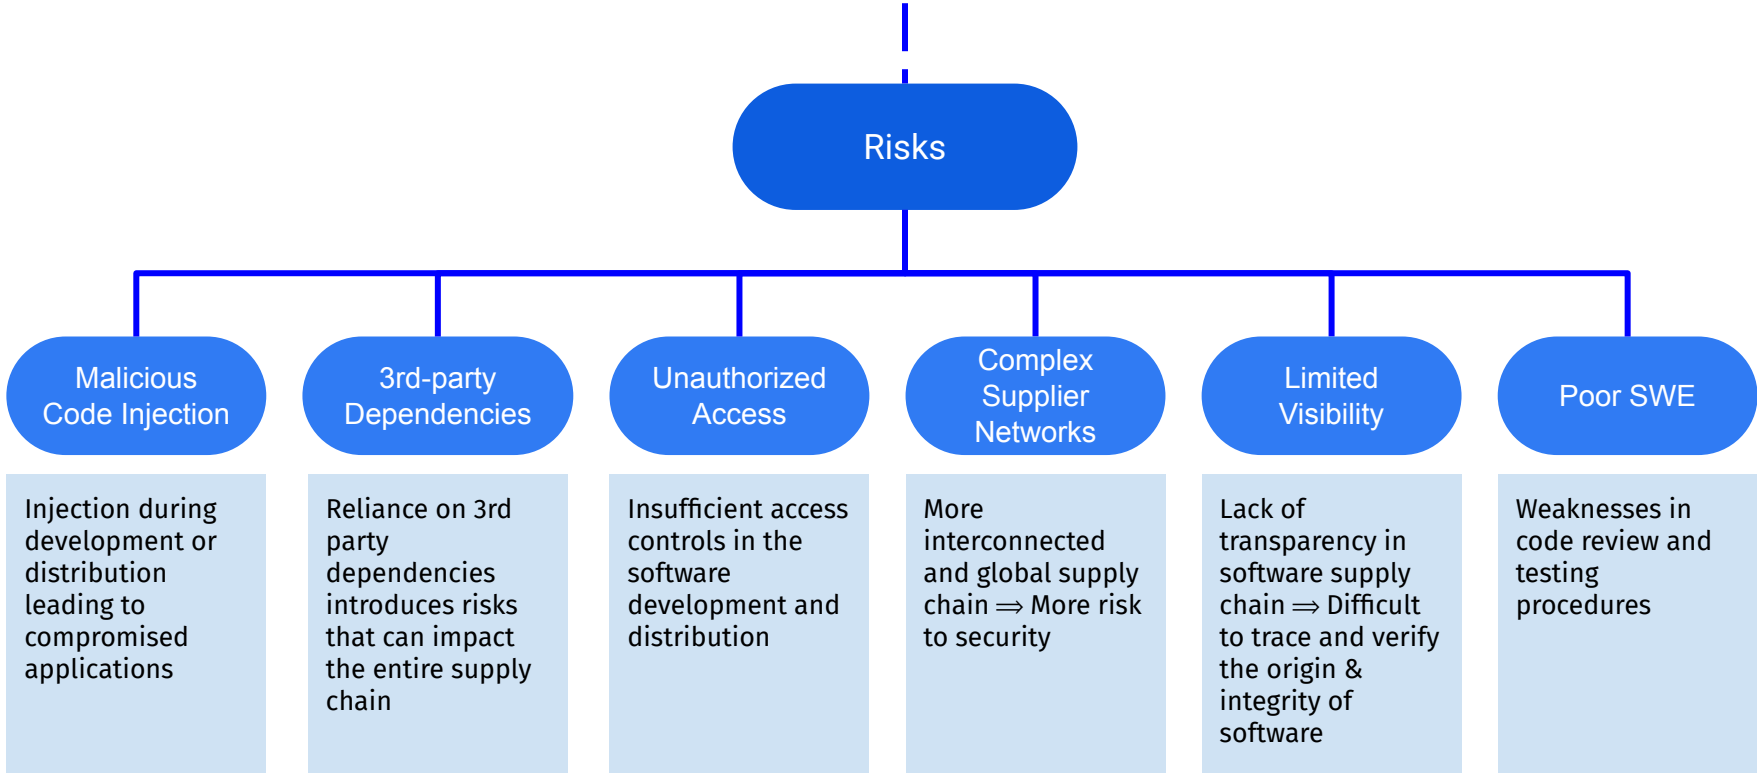 Risks
Malicious
Code Injection
3rd-party
Dependencies
Unauthorized
Access
Complex
Supplier
Networks
Limited
Visibility
Poor SWE
Injection during
development or
distribution
leading to
compromised
applications
Reliance on 3rd
party
dependencies
introduces risks
that can impact
the entire supply
chain
Insufficient access
controls in the
software
development and
distribution
More
interconnected
and global supply
chain ⇒ More risk
to security
Lack of
transparency in
software supply
chain ⇒ Difficult
to trace and verify
the origin &
integrity of
software
Weaknesses in
code review and
testing
procedures